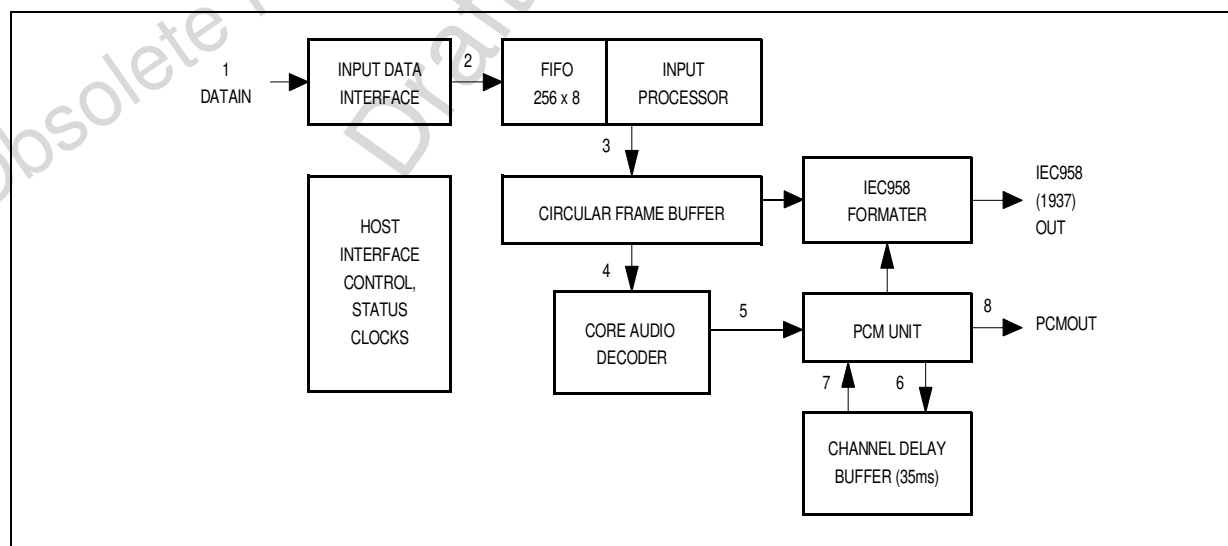 obsolete
Draft
1
DATAIN
INPUT DATA
INTERFACE
2
FIFO
256 x 8
INPUT
PROCESSOR
3
CIRCULAR FRAME BUFFER
IEC958
FORMATER
IEC958
(1937)
OUT
HOST
INTERFACE
CONTROL,
STATUS
CLOCKS
4
CORE AUDIO
DECODER
5
PCM UNIT
8
PCMOUT
7
6
CHANNEL DELAY
BUFFER (35ms)